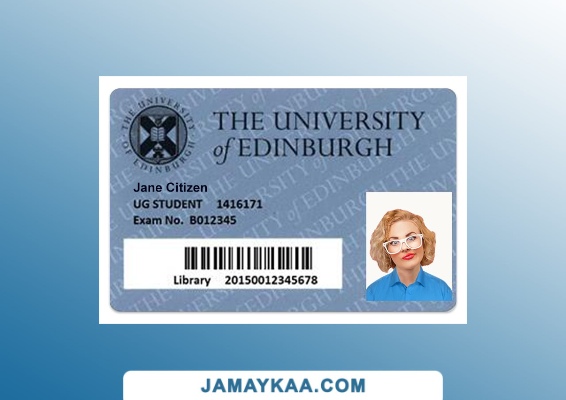 THE UNIVERSITY
of EDINBURGH
THE UNIVERSITY of EDINBURGH
Jane Citizen
UG STUDENT 1416171
Exam No. B012345
Library 20150012345678
JAMAYKAA.COM